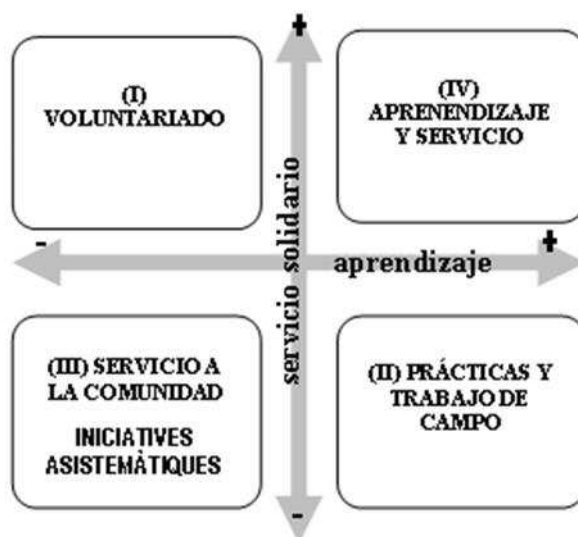 +
(I)
VOLUNTARIADO
(IV)
APRENENDIZAJE
Y SERVICIO
servicio solidario
-
+
aprendizaje
(III) SERVICIO A
LA COMUNIDAD
INICIATIVES
ASISTEMÀTIQUES
(II) PRÁCTICAS Y
TRABAJO DE
CAMPO
-